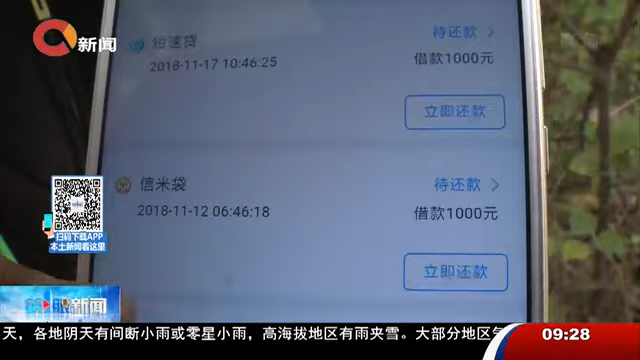 新闻
短速贷
待还款
2018-11-17 10:46:25
借款1000元
立即还款
信米袋
待还款
2018-11-12 06:46:18
借款1000元
立即还款
扫码下载APP
本土新闻看这里
第1眼新闻
天，各地阴天有间断小雨或零星小雨，高海拔地区有雨夹雪。大部分地区气
09:28